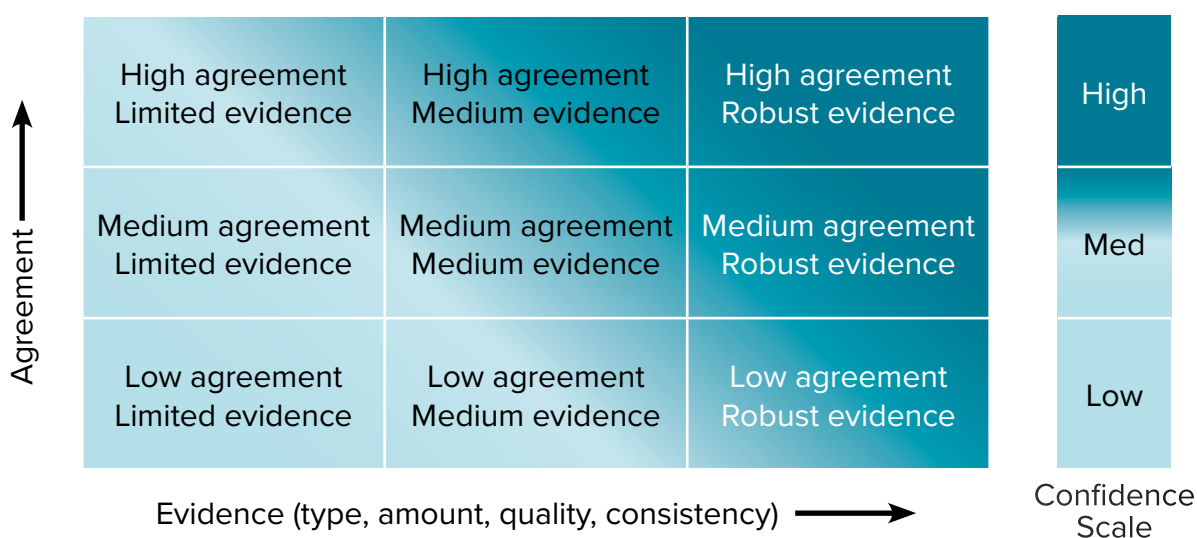 High agreement
Limited evidence
High agreement
Medium evidence
High agreement
Robust evidence
Medium agreement
Limited evidence
Medium agreement
Medium evidence
Medium agreement
Robust evidence
Low agreement
Limited evidence
Low agreement
Medium evidence
Low agreement
Robust evidence
Agreement
Evidence (type, amount, quality, consistency)
High
Med
Low
Confidence
Scale